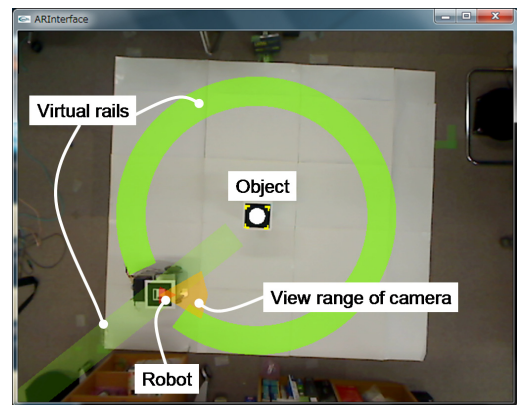 ARInterface
Virtual rails
Object
View range of camera
Robot